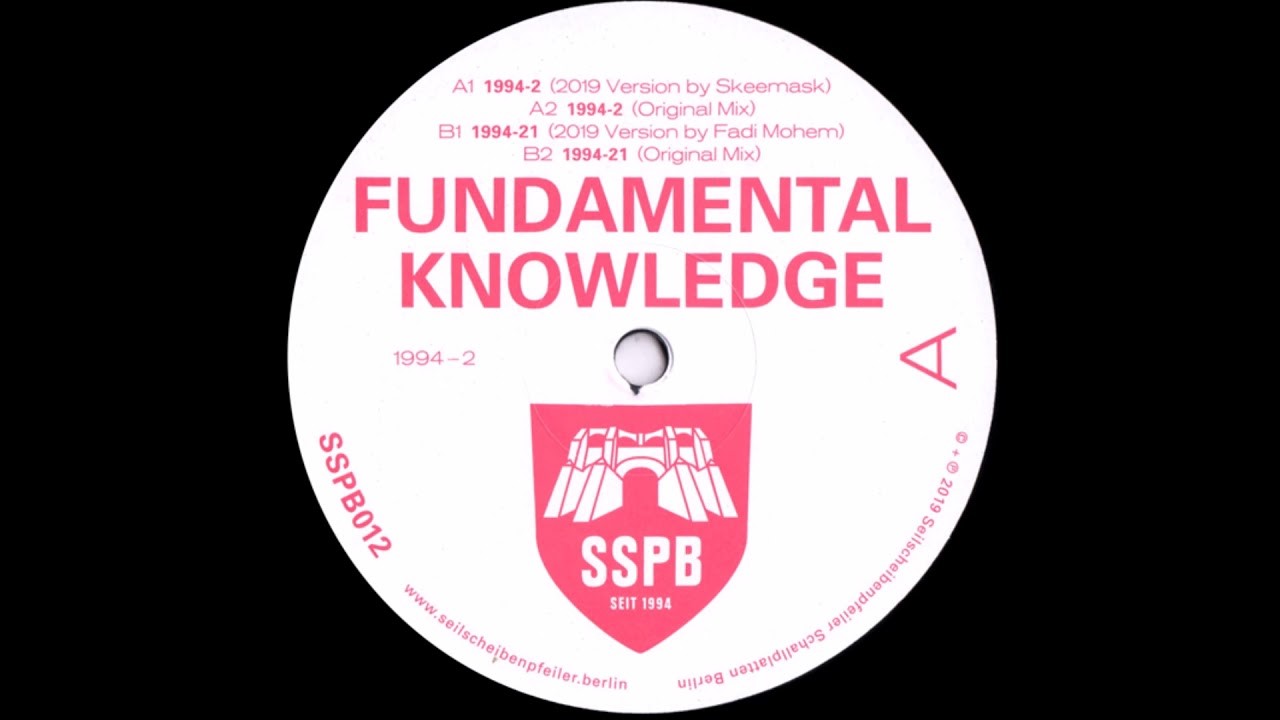 A1 1994-2 (2019 Version by Skeemask)
A2 1994-2 (Original Mix)
B1 1994-21 (2019 Version by Fadi Mohem)
B2 1994-21 (Original Mix)
FUNDAMENTAL
KNOWLEDGE
1994–2
A
SSPB
SEIT 1994
SSPB012
www.seilscheibenpfeiler.berlin
© + ℗ 2019 Seilscheibenpfeiler Schallplatten Berlin